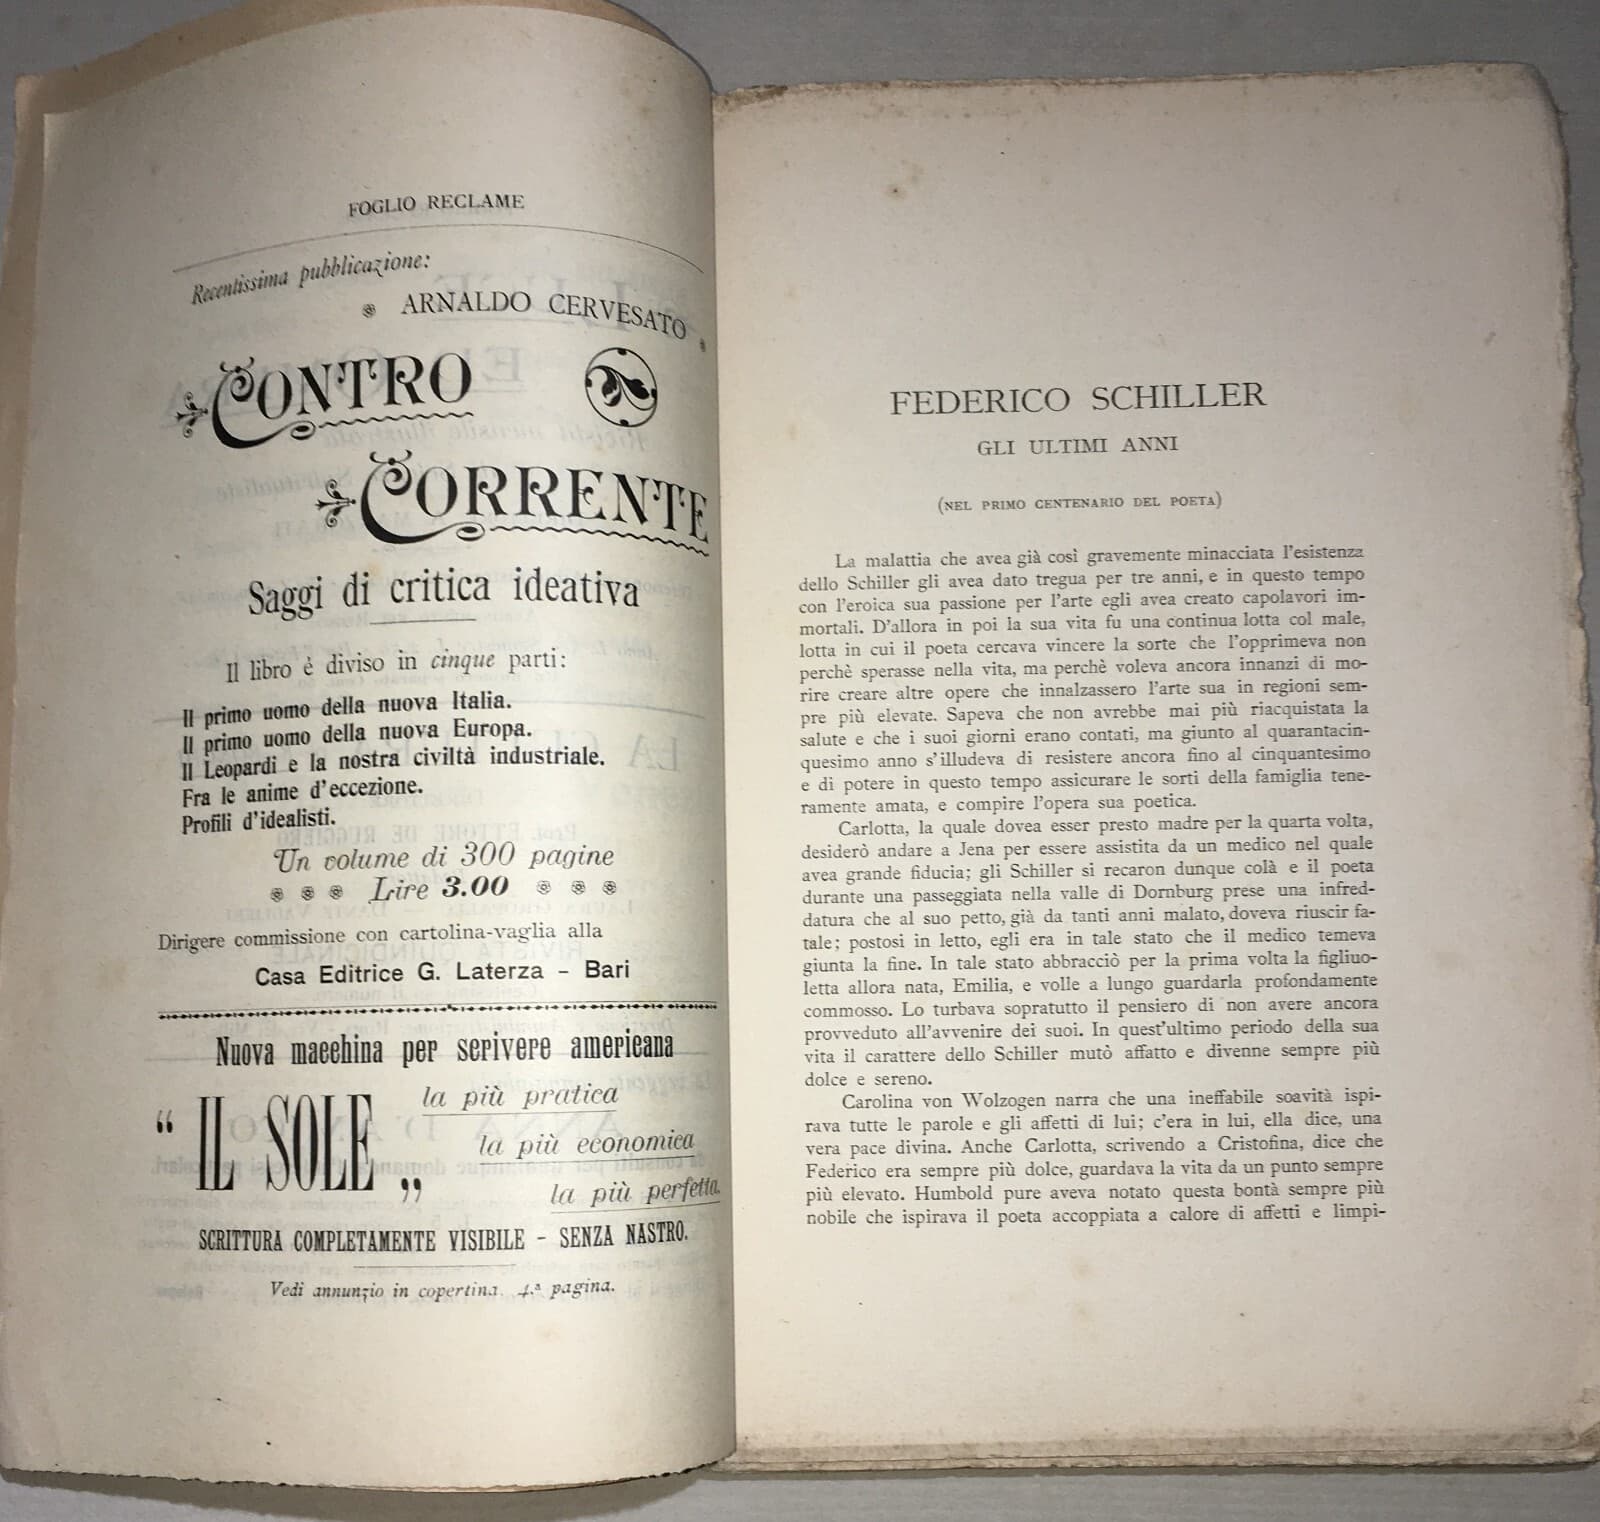 FOGLIO RECLAME
Recentissima pubblicazione:
ARNALDO CERVESATO
CONTRO
CORRENTE
Saggi di critica ideativa
Il libro è diviso in cinque parti:
Il primo uomo della nuova Italia.
Il primo uomo della nuova Europa.
Il Leopardi e la nostra civiltà industriale.
Fra le anime d'eccezione.
Profili d'idealisti.
Un volume di 300 pagine
Lire 3.00
Dirigere commissione con cartolina-vaglia alla
Casa Editrice G. Laterza - Bari
Nuova macchina per scrivere americana
“ IL SOLE „
la più pratica
la più economica
la più perfetta.
SCRITTURA COMPLETAMENTE VISIBILE - SENZA NASTRO.
Vedi annunzio in copertina. 4.ª pagina.
FEDERICO SCHILLER
GLI ULTIMI ANNI
(NEL PRIMO CENTENARIO DEL POETA)
La malattia che avea già così gravemente minacciata l'esistenza
dello Schiller gli avea dato tregua per tre anni, e in questo tempo
con l'eroica sua passione per l'arte egli avea creato capolavori im-
mortali. D'allora in poi la sua vita fu una continua lotta col male,
lotta in cui il poeta cercava vincere la sorte che l'opprimeva non
perchè sperasse nella vita, ma perchè voleva ancora innanzi di mo-
rire creare altre opere che innalzassero l'arte sua in regioni sem-
pre più elevate. Sapeva che non avrebbe mai più riacquistata la
salute e che i suoi giorni erano contati, ma giunto al quarantacin-
quesimo anno s'illudeva di resistere ancora fino al cinquantesimo
e di potere in questo tempo assicurare le sorti della famiglia tene-
ramente amata, e compire l'opera sua poetica.
Carlotta, la quale dovea esser presto madre per la quarta volta,
desiderò andare a Jena per essere assistita da un medico nel quale
avea grande fiducia; gli Schiller si recaron dunque colà e il poeta
durante una passeggiata nella valle di Dornburg prese una infred-
datura che al suo petto, già da tanti anni malato, doveva riuscir fa-
tale; postosi in letto, egli era in tale stato che il medico temeva
giunta la fine. In tale stato abbracciò per la prima volta la figliuo-
letta allora nata, Emilia, e volle a lungo guardarla profondamente
commosso. Lo turbava sopratutto il pensiero di non avere ancora
provveduto all'avvenire dei suoi. In quest'ultimo periodo della sua
vita il carattere dello Schiller mutò affatto e divenne sempre più
dolce e sereno.
Carolina von Wolzogen narra che una ineffabile soavità ispi-
rava tutte le parole e gli affetti di lui; c'era in lui, ella dice, una
vera pace divina. Anche Carlotta, scrivendo a Cristofina, dice che
Federico era sempre più dolce, guardava la vita da un punto sempre
più elevato. Humbold pure aveva notato questa bontà sempre più
nobile che ispirava il poeta accoppiata a calore di affetti e limpi-